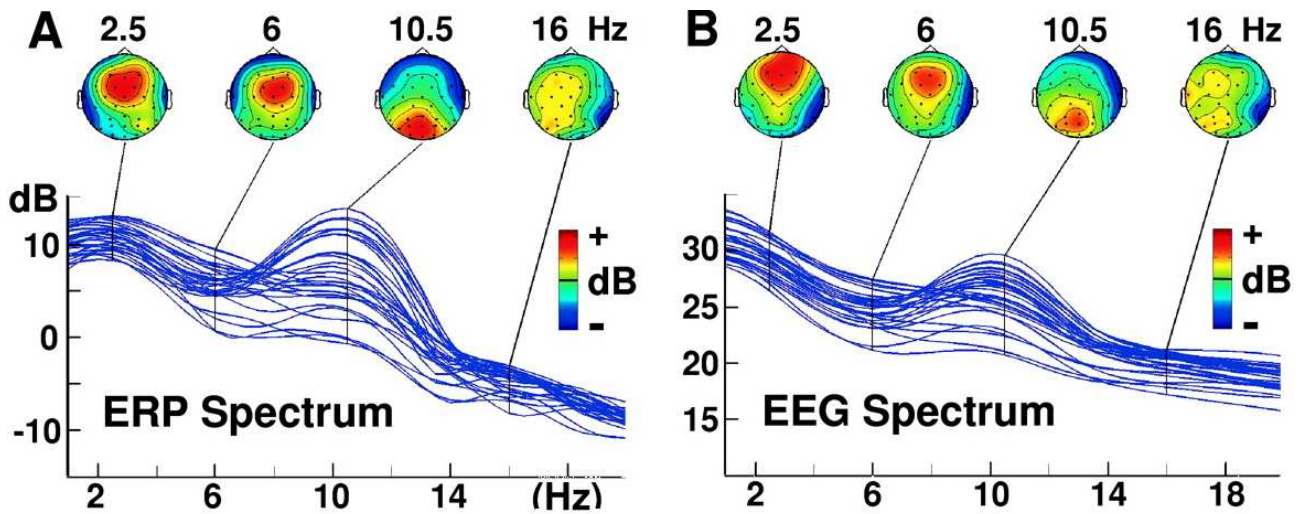 A
2.5 6 10.5 16 Hz
dB
10
0
-10
+
dB
-
ERP Spectrum
2 6 10 14 (Hz)
B
2.5 6 10.5 16 Hz
30
25
20
15
+
dB
-
EEG Spectrum
2 6 10 14 18